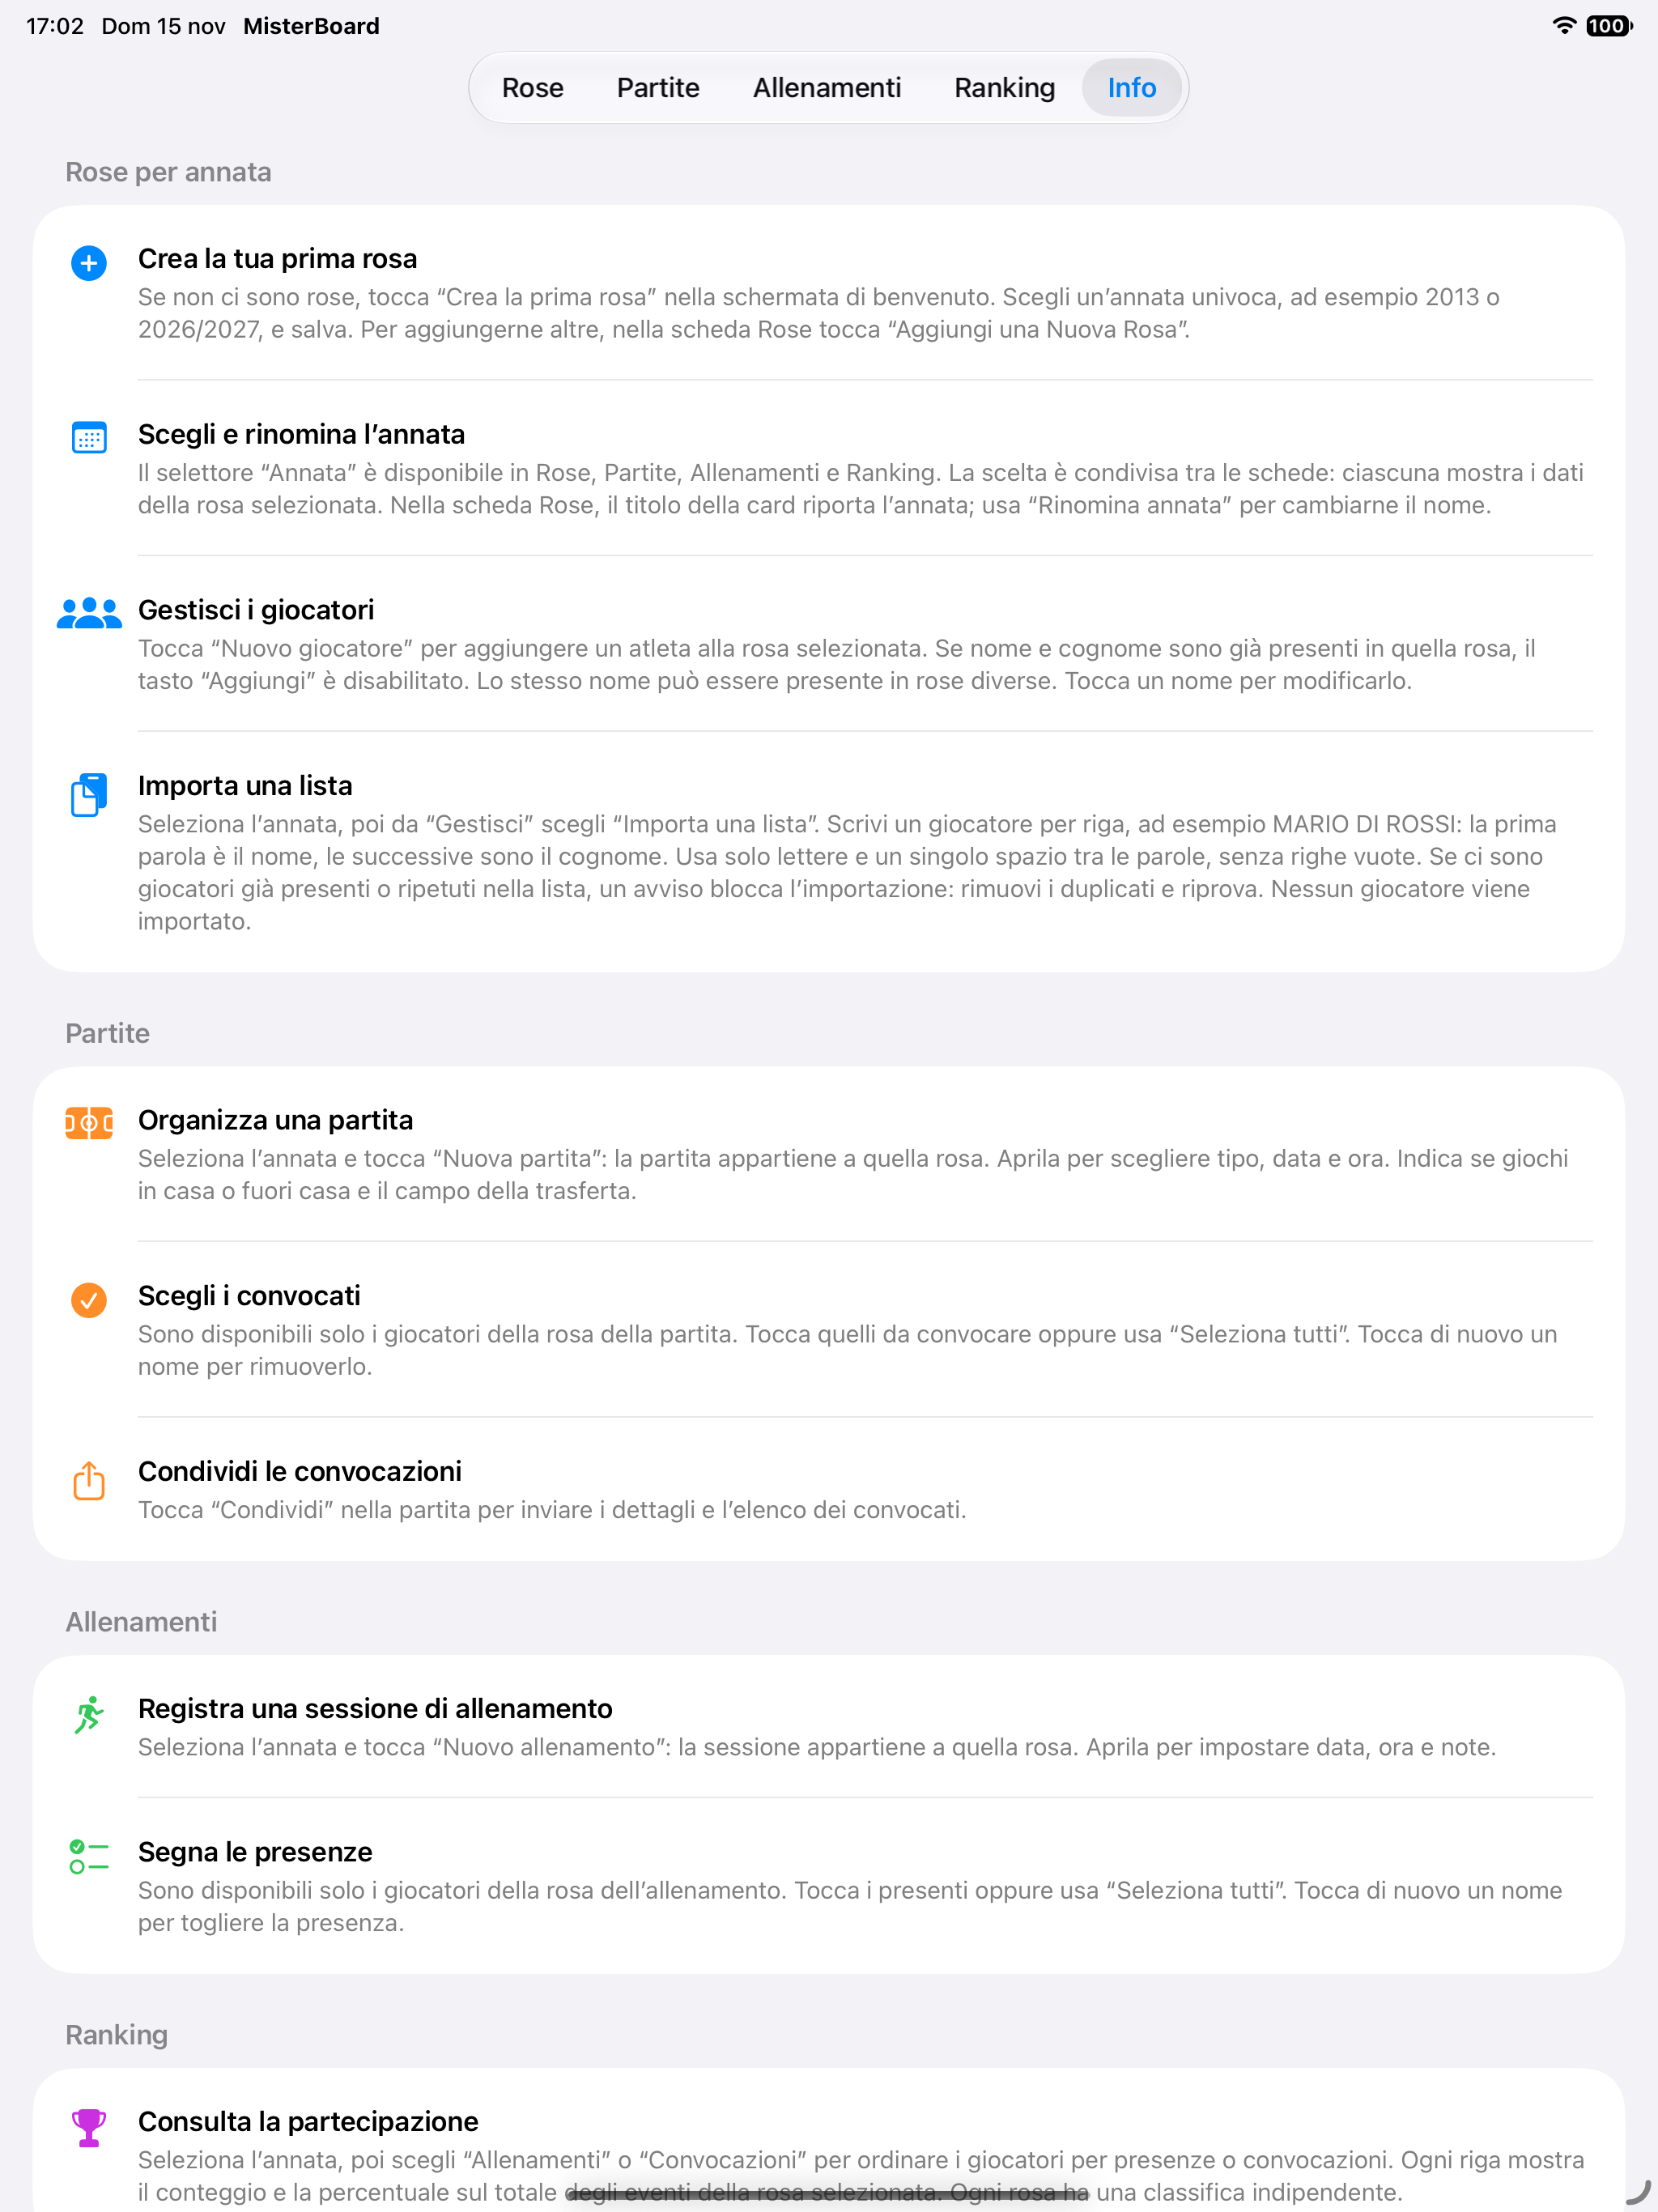 17:02 Dom 15 nov MisterBoard 100
Rose Partite Allenamenti Ranking Info
Rose per annata
Crea la tua prima rosa
Se non ci sono rose, tocca “Crea la prima rosa” nella schermata di benvenuto. Scegli un’annata univoca, ad esempio 2013 o
2026/2027, e salva. Per aggiungerne altre, nella scheda Rose tocca “Aggiungi una Nuova Rosa”.
Scegli e rinomina l’annata
Il selettore “Annata” è disponibile in Rose, Partite, Allenamenti e Ranking. La scelta è condivisa tra le schede: ciascuna mostra i dati
della rosa selezionata. Nella scheda Rose, il titolo della card riporta l’annata; usa “Rinomina annata” per cambiarne il nome.
Gestisci i giocatori
Tocca “Nuovo giocatore” per aggiungere un atleta alla rosa selezionata. Se nome e cognome sono già presenti in quella rosa, il
tasto “Aggiungi” è disabilitato. Lo stesso nome può essere presente in rose diverse. Tocca un nome per modificarlo.
Importa una lista
Seleziona l’annata, poi da “Gestisci” scegli “Importa una lista”. Scrivi un giocatore per riga, ad esempio MARIO DI ROSSI: la prima
parola è il nome, le successive sono il cognome. Usa solo lettere e un singolo spazio tra le parole, senza righe vuote. Se ci sono
giocatori già presenti o ripetuti nella lista, un avviso blocca l’importazione: rimuovi i duplicati e riprova. Nessun giocatore viene
importato.
Partite
Organizza una partita
Seleziona l’annata e tocca “Nuova partita”: la partita appartiene a quella rosa. Aprila per scegliere tipo, data e ora. Indica se giochi
in casa o fuori casa e il campo della trasferta.
Scegli i convocati
Sono disponibili solo i giocatori della rosa della partita. Tocca quelli da convocare oppure usa “Seleziona tutti”. Tocca di nuovo un
nome per rimuoverlo.
Condividi le convocazioni
Tocca “Condividi” nella partita per inviare i dettagli e l’elenco dei convocati.
Allenamenti
Registra una sessione di allenamento
Seleziona l’annata e tocca “Nuovo allenamento”: la sessione appartiene a quella rosa. Aprila per impostare data, ora e note.
Segna le presenze
Sono disponibili solo i giocatori della rosa dell’allenamento. Tocca i presenti oppure usa “Seleziona tutti”. Tocca di nuovo un nome
per togliere la presenza.
Ranking
Consulta la partecipazione
Seleziona l’annata, poi scegli “Allenamenti” o “Convocazioni” per ordinare i giocatori per presenze o convocazioni. Ogni riga mostra
il conteggio e la percentuale sul totale degli eventi della rosa selezionata. Ogni rosa ha una classifica indipendente.